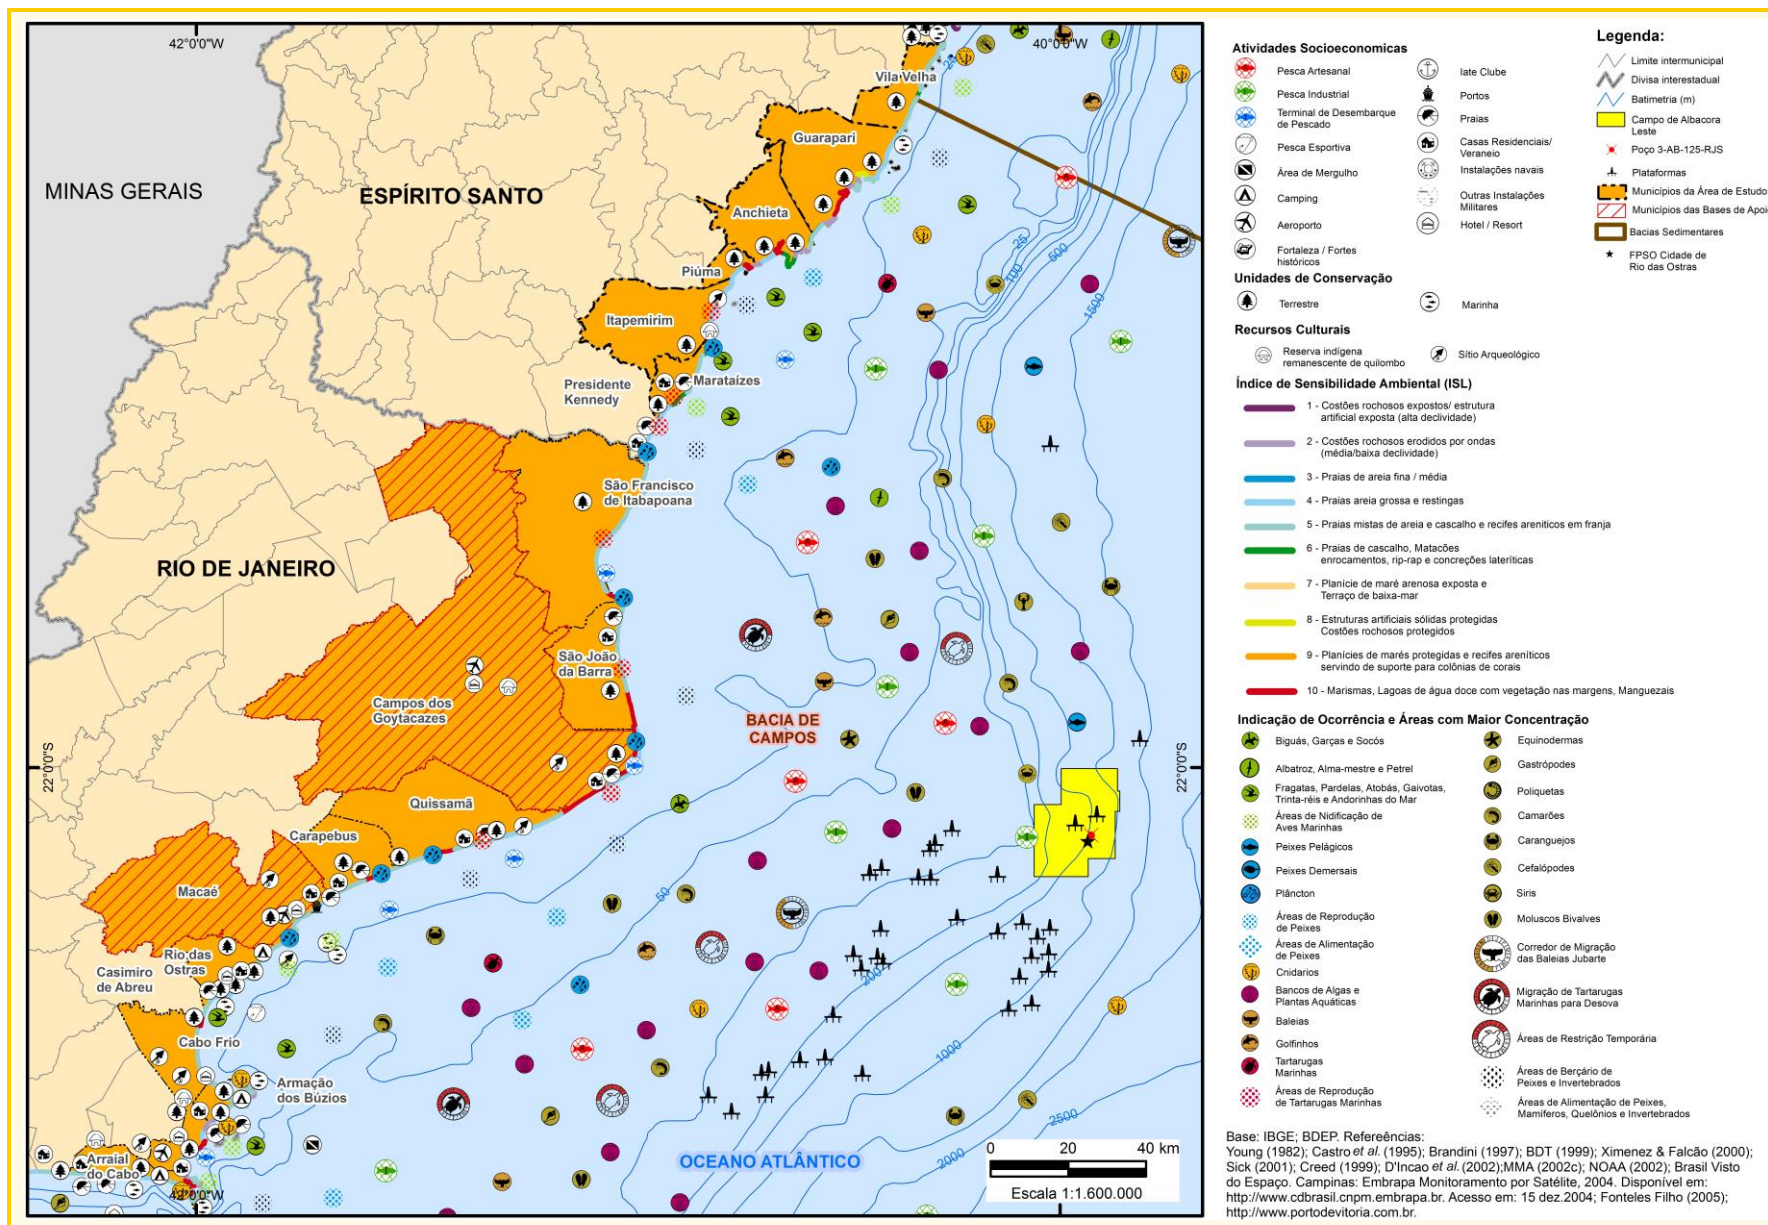 42°0'0"W
40°0'0"W
25
Vila Velha
Guarapari
MINAS GERAIS
ESPÍRITO SANTO
Anchieta
25
100
500
1500
Piúma
Itapemirim
Presidente
Kennedy
Marataízes
São Francisco
de Itabapoana
RIO DE JANEIRO
São João
da Barra
Campos dos
Goytacazes
BACIA DE
CAMPOS
22°0'0"S
22°0'0"S
Quissamã
Carapebus
Macaé
50
Rio das
Ostras
Casimiro
de Abreu
200
Cabo Frio
1000
Armação
dos Búzios
2500
2000
Arraial
do Cabo
OCEANO ATLÂNTICO
42°0'0"W
0 20 40 km
Escala 1:1.600.000
Atividades Socioeconomicas
Pesca Artesanal
Pesca Industrial
Terminal de Desembarque
de Pescado
Pesca Esportiva
Área de Mergulho
Camping
Aeroporto
Fortaleza / Fortes
históricos
Iate Clube
Portos
Praias
Casas Residenciais/
Veraneio
Instalações navais
Outras Instalações
Militares
Hotel / Resort
Legenda:
Limite intermunicipal
Divisa interestadual
Batimetria (m)
Campo de Albacora
Leste
Poço 3-AB-125-RJS
Plataformas
Municípios da Área de Estudo
Municípios das Bases de Apoi
Bacias Sedimentares
FPSO Cidade de
Rio das Ostras
Unidades de Conservação
Terrestre
Marinha
Recursos Culturais
Reserva indígena
remanescente de quilombo
Sítio Arqueológico
Índice de Sensibilidade Ambiental (ISL)
1 - Costões rochosos expostos/ estrutura
artificial exposta (alta declividade)
2 - Costões rochosos erodidos por ondas
(média/baixa declividade)
3 - Praias de areia fina / média
4 - Praias areia grossa e restingas
5 - Praias mistas de areia e cascalho e recifes areníticos em franja
6 - Praias de cascalho, Matacões
enrocamentos, rip-rap e concreções lateríticas
7 - Planície de maré arenosa exposta e
Terraço de baixa-mar
8 - Estruturas artificiais sólidas protegidas
Costões rochosos protegidos
9 - Planícies de marés protegidas e recifes areníticos
servindo de suporte para colônias de corais
10 - Marismas, Lagoas de água doce com vegetação nas margens, Manguezais
Indicação de Ocorrência e Áreas com Maior Concentração
Biguás, Garças e Socós
Albatroz, Alma-mestre e Petrel
Fragatas, Pardelas, Atobás, Gaivotas,
Trinta-réis e Andorinhas do Mar
Áreas de Nidificação de
Aves Marinhas
Peixes Pelágicos
Peixes Demersais
Plâncton
Áreas de Reprodução
de Peixes
Áreas de Alimentação
de Peixes
Cnidarios
Bancos de Algas e
Plantas Aquáticas
Baleias
Golfinhos
Tartarugas
Marinhas
Áreas de Reprodução
de Tartarugas Marinhas
Equinodermas
Gastrópodes
Poliquetas
Camarões
Caranguejos
Cefalópodes
Siris
Moluscos Bivalves
Corredor de Migração
das Baleias Jubarte
Migração de Tartarugas
Marinhas para Desova
Áreas de Restrição Temporária
Áreas de Berçário de
Peixes e Invertebrados
Áreas de Alimentação de Peixes,
Mamíferos, Quelônios e Invertebrados
Base: IBGE; BDEP. Refereências:
Young (1982); Castro et al. (1995); Brandini (1997); BDT (1999); Ximenez & Falcão (2000);
Sick (2001); Creed (1999); D'Incao et al. (2002);MMA (2002c); NOAA (2002); Brasil Visto
do Espaço. Campinas: Embrapa Monitoramento por Satélite, 2004. Disponível em:
http://www.cdbrasil.cnpm.embrapa.br. Acesso em: 15 dez.2004; Fonteles Filho (2005);
http://www.portodevitoria.com.br.